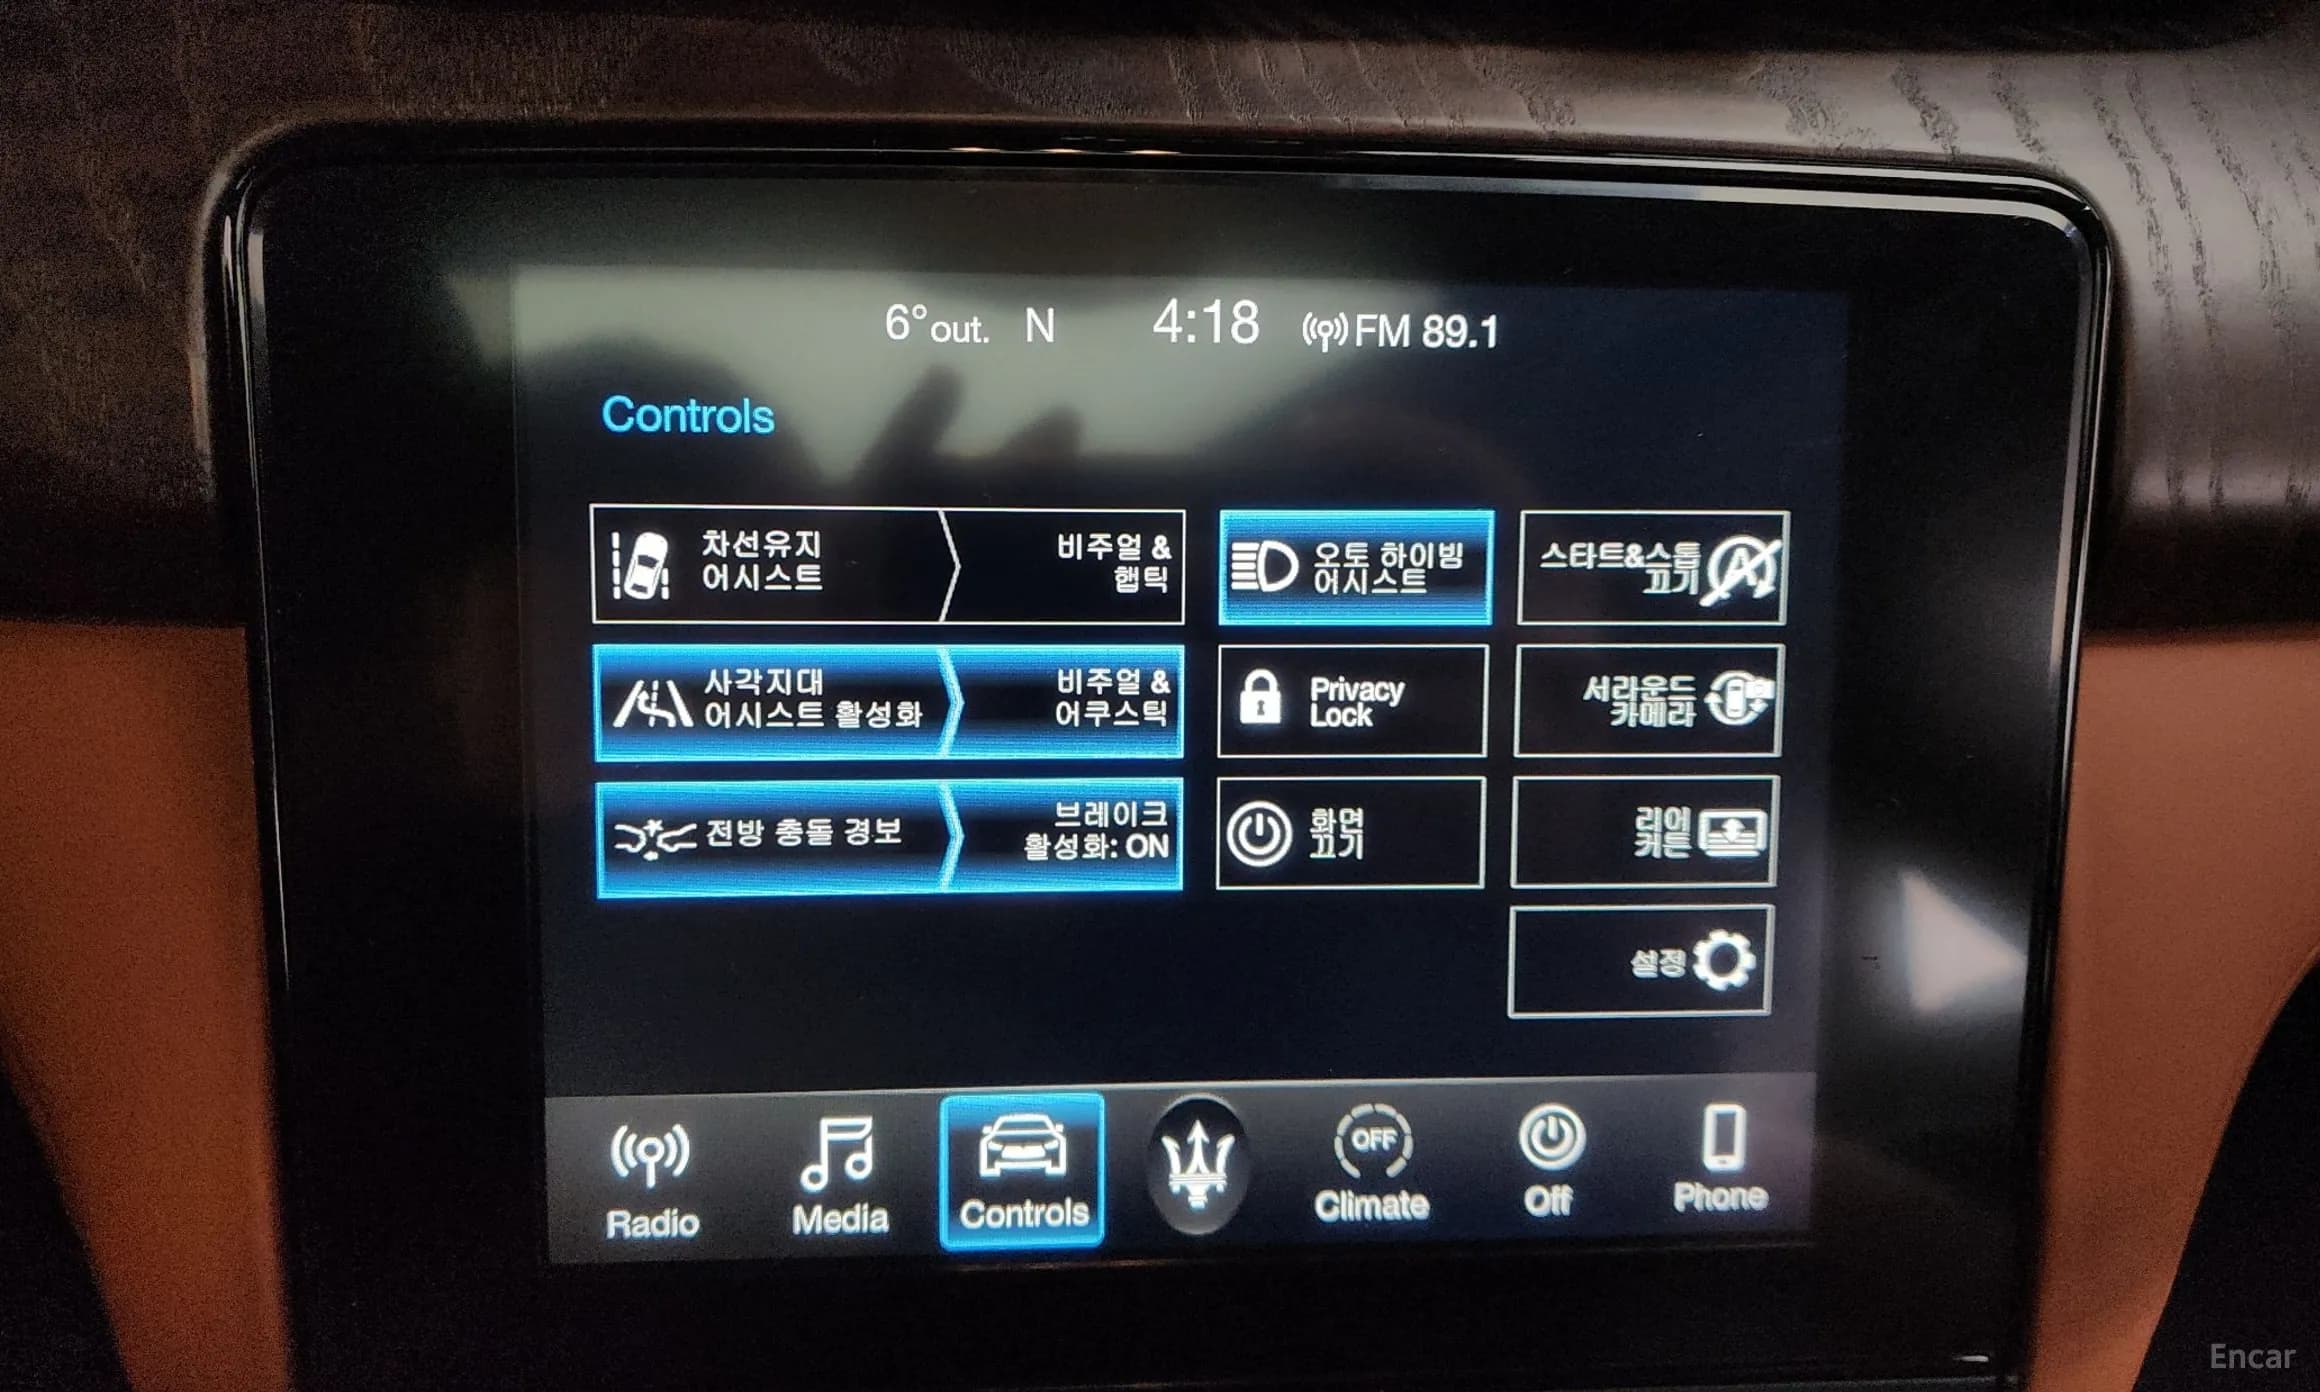 6° out. N 4:18 FM 89.1
Controls
차선유지
어시스트
비주얼 &
햅틱
오토 하이빔
어시스트
스타트&스톱
끄기
사각지대
어시스트 활성화
비주얼 &
어쿠스틱
Privacy
Lock
서라운드
카메라
전방 충돌 경보
브레이크
활성화: ON
화면
끄기
리어
커튼
설정
Radio
Media
Controls
OFF
Climate
Off
Phone
Encar